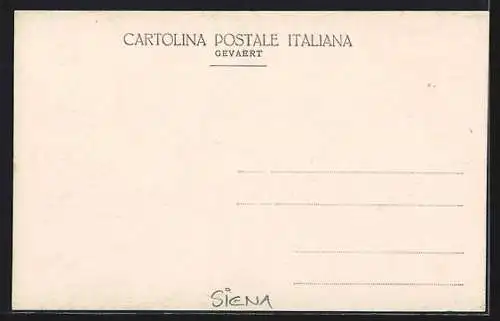 CARTOLINA POSTALE ITALIANA
GEVAERT
SIENA